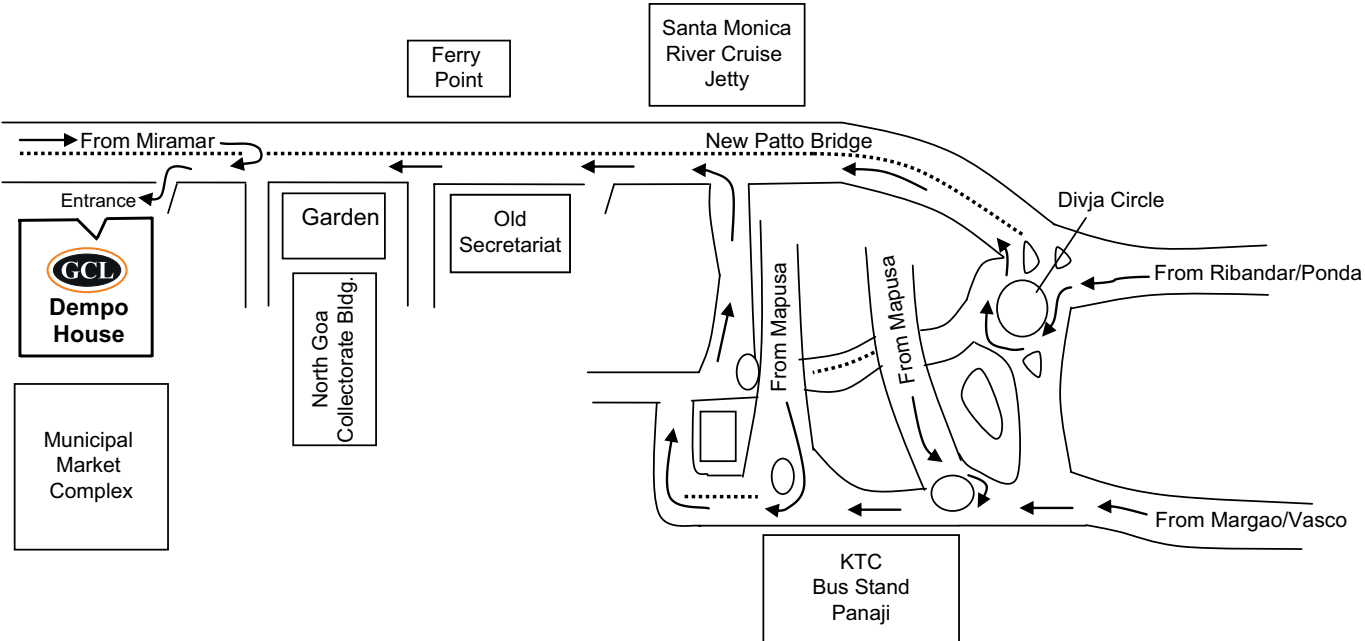 Santa Monica
River Cruise
Jetty
Ferry
Point
From Miramar
New Patto Bridge
Entrance
Garden
Old
Secretariat
Divja Circle
GCL
Dempo
House
From Ribandar/Ponda
North Goa
Collectorate Bldg.
From Mapusa
From Mapusa
Municipal
Market
Complex
From Margao/Vasco
KTC
Bus Stand
Panaji